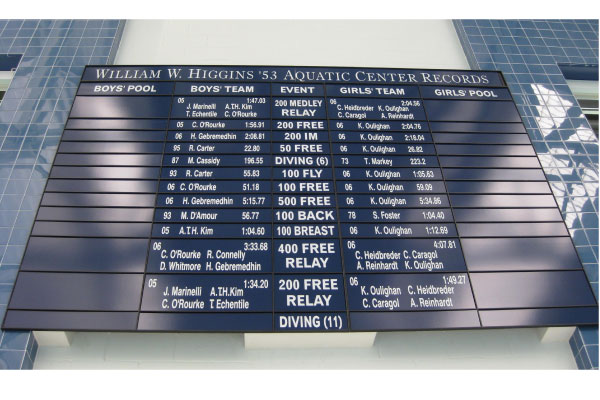 WILLIAM W. HIGGINS '53 AQUATIC CENTER RECORDS
BOYS' POOL BOYS' TEAM EVENT GIRLS' TEAM GIRLS' POOL
05 1:47.03 200 MEDLEY 06 2:04.56
J. Marinelli A.T.H. Kim RELAY C. Heidbreder K. Oulighan
T. Echentile C. O'Rourke C. Caragol A. Reinhardt
05 C. O'Rourke 1:56.91 200 FREE 06 K. Oulighan 2:04.76
06 H. Gebremedhin 2:08.81 200 IM 06 K. Oulighan 2:18.04
95 R. Carter 22.80 50 FREE 06 K. Oulighan 26.82
87 M. Cassidy 196.55 DIVING (6) 73 T. Markey 223.2
93 R. Carter 55.83 100 FLY 06 K. Oulighan 1:05.63
06 C. O'Rourke 51.18 100 FREE 06 K. Oulighan 59.09
06 H. Gebremedhin 5:15.77 500 FREE 06 K. Oulighan 5:34.86
93 M. D'Amour 56.77 100 BACK 78 S. Foster 1:04.40
05 A.T.H. Kim 1:04.60 100 BREAST 06 K. Oulighan 1:12.69
06 3:33.68 400 FREE 06 4:07.81
C. O'Rourke R. Connelly RELAY C. Heidbreder C. Caragol
D. Whitmore H. Gebremedhin A. Reinhardt K. Oulighan
05 1:34.20 200 FREE 06 1:49.27
J. Marinelli A.T.H. Kim RELAY K. Oulighan C. Heidbreder
C. O'Rourke T. Echentile C. Caragol A. Reinhardt
DIVING (11)